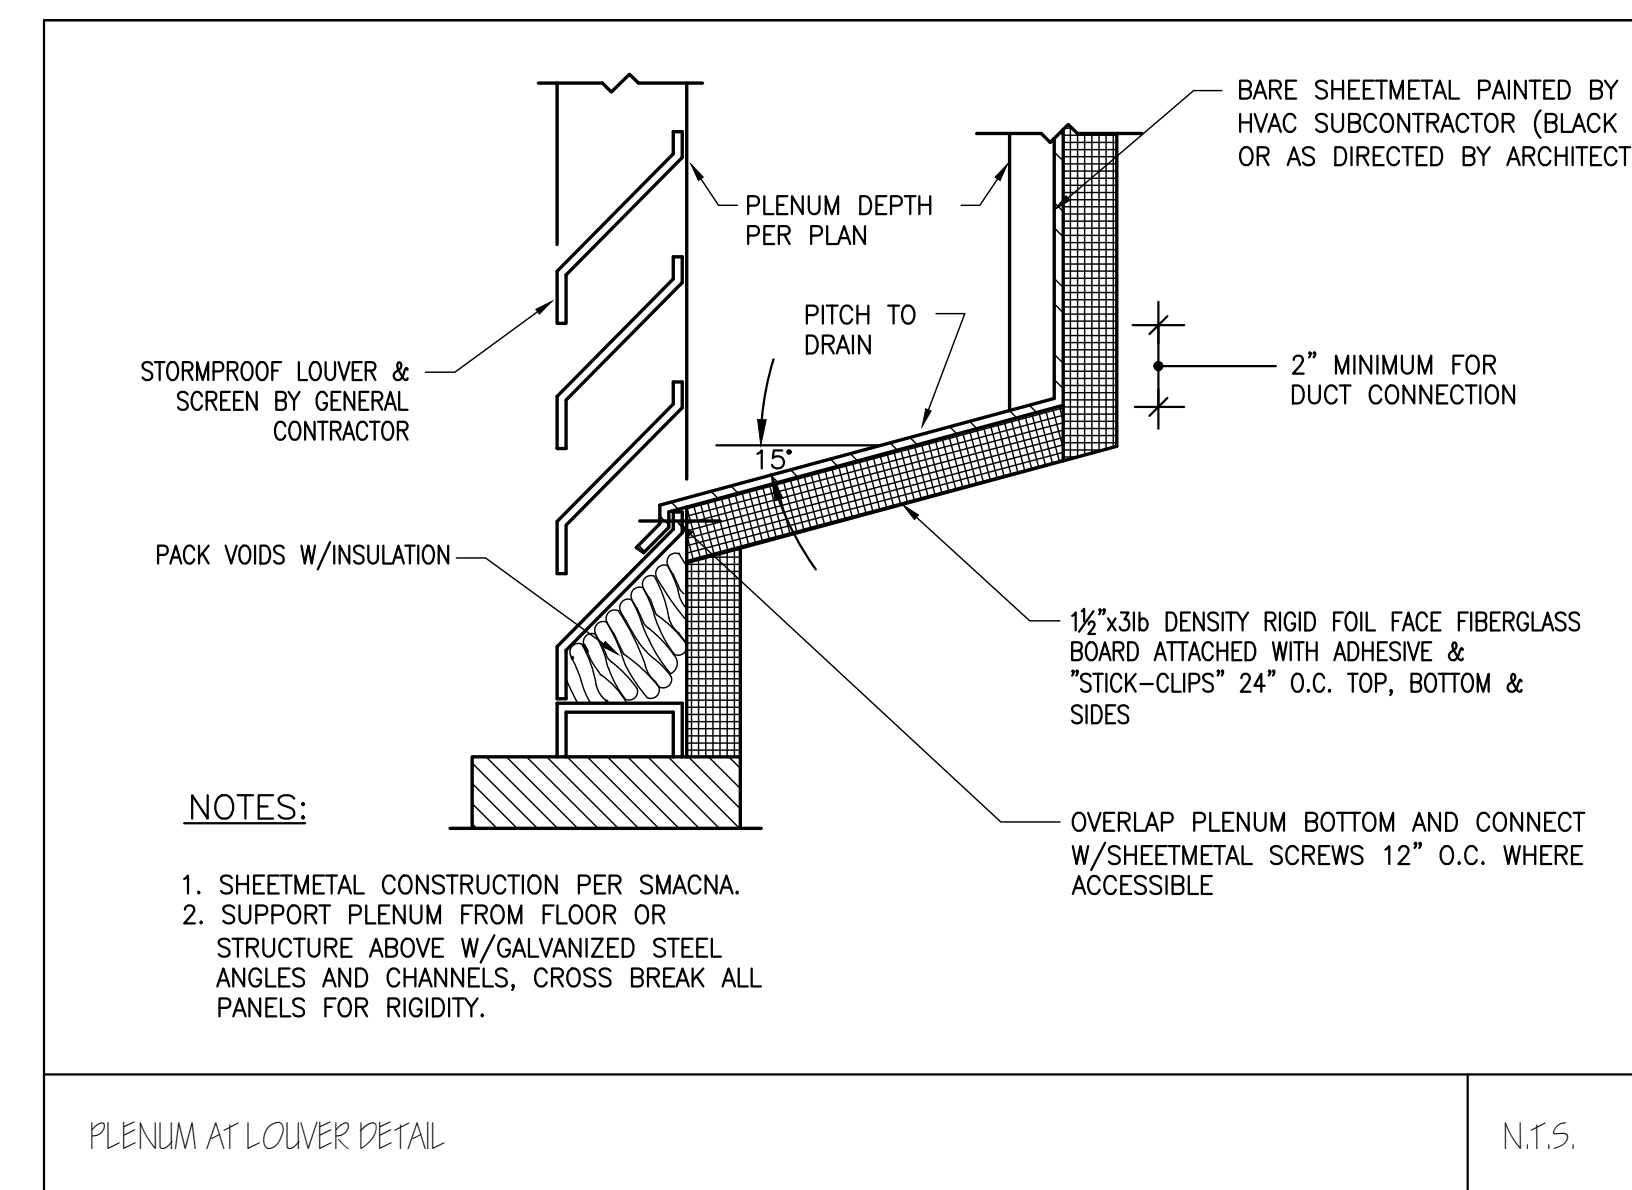 BARE SHEETMETAL PAINTED BY
HVAC SUBCONTRACTOR (BLACK
OR AS DIRECTED BY ARCHITECT
PLENUM DEPTH
PER PLAN
PITCH TO
DRAIN
STORMPROOF LOUVER &
SCREEN BY GENERAL
CONTRACTOR
2" MINIMUM FOR
DUCT CONNECTION
15°
PACK VOIDS W/INSULATION
1½"x3lb DENSITY RIGID FOIL FACE FIBERGLASS
BOARD ATTACHED WITH ADHESIVE &
"STICK-CLIPS" 24" O.C. TOP, BOTTOM &
SIDES
OVERLAP PLENUM BOTTOM AND CONNECT
W/SHEETMETAL SCREWS 12" O.C. WHERE
ACCESSIBLE
NOTES:
1. SHEETMETAL CONSTRUCTION PER SMACNA.
2. SUPPORT PLENUM FROM FLOOR OR
STRUCTURE ABOVE W/GALVANIZED STEEL
ANGLES AND CHANNELS, CROSS BREAK ALL
PANELS FOR RIGIDITY.
PLENUM AT LOUVER DETAIL
N.T.S.